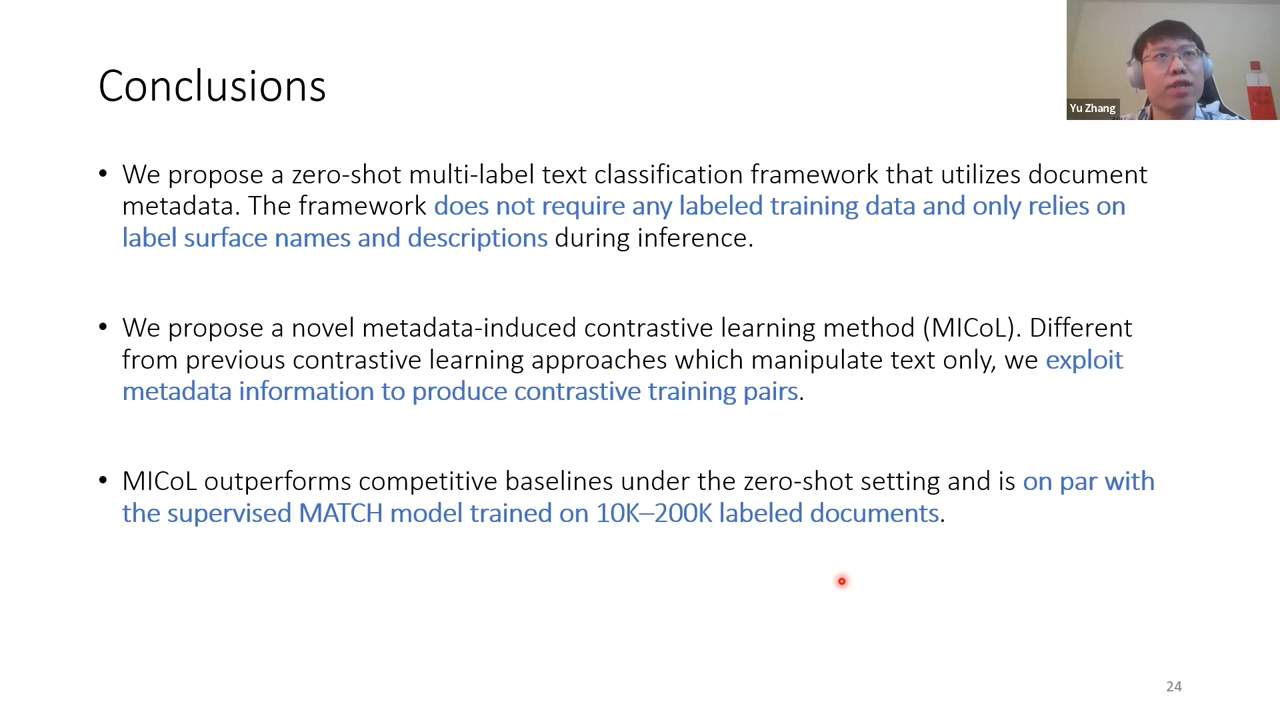 Conclusions
Yu Zhang
• We propose a zero-shot multi-label text classification framework that utilizes document
metadata. The framework does not require any labeled training data and only relies on
label surface names and descriptions during inference.
• We propose a novel metadata-induced contrastive learning method (MICoL). Different
from previous contrastive learning approaches which manipulate text only, we exploit
metadata information to produce contrastive training pairs.
• MICoL outperforms competitive baselines under the zero-shot setting and is on par with
the supervised MATCH model trained on 10K–200K labeled documents.
24